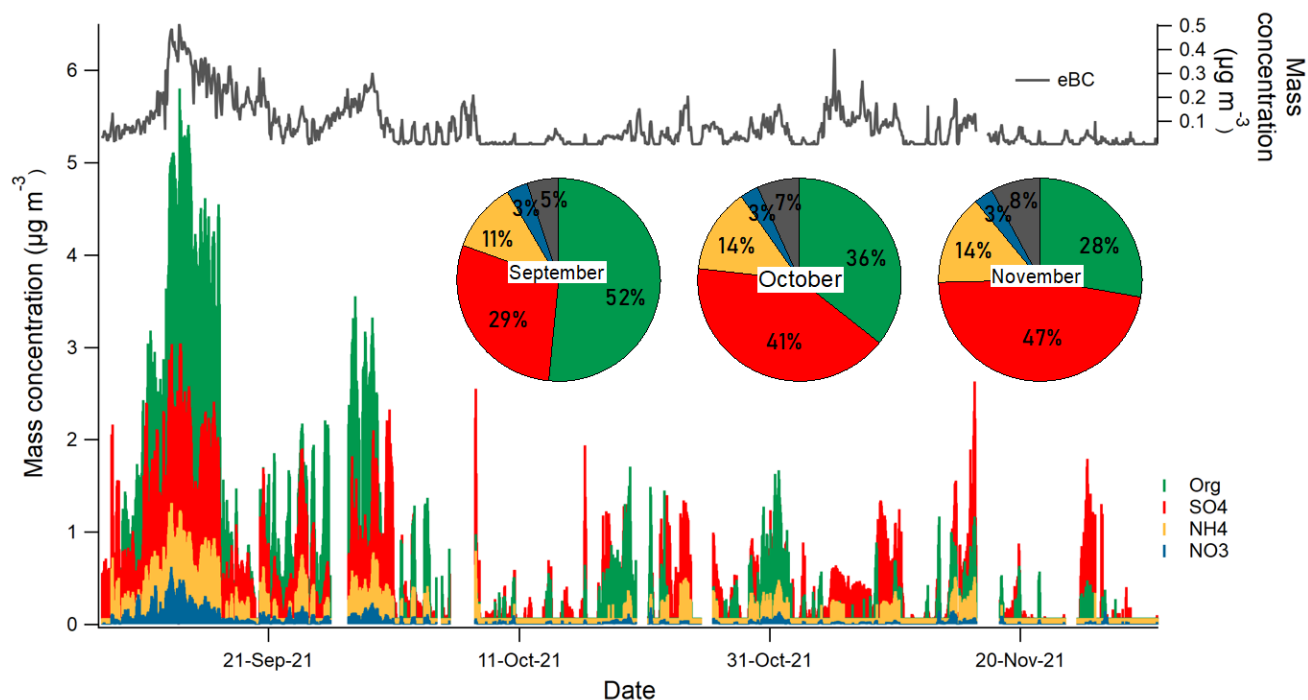 0.5
0.4
0.3
0.2
0.1
Mass
concentration
(µg m⁻³)
eBC
6
5
4
3
2
1
0
Mass concentration (µg m⁻³)
5%
3%
11%
September
52%
29%
7%
3%
14%
36%
October
41%
8%
3%
14%
28%
November
47%
Org
SO4
NH4
NO3
21-Sep-21
11-Oct-21
31-Oct-21
20-Nov-21
Date